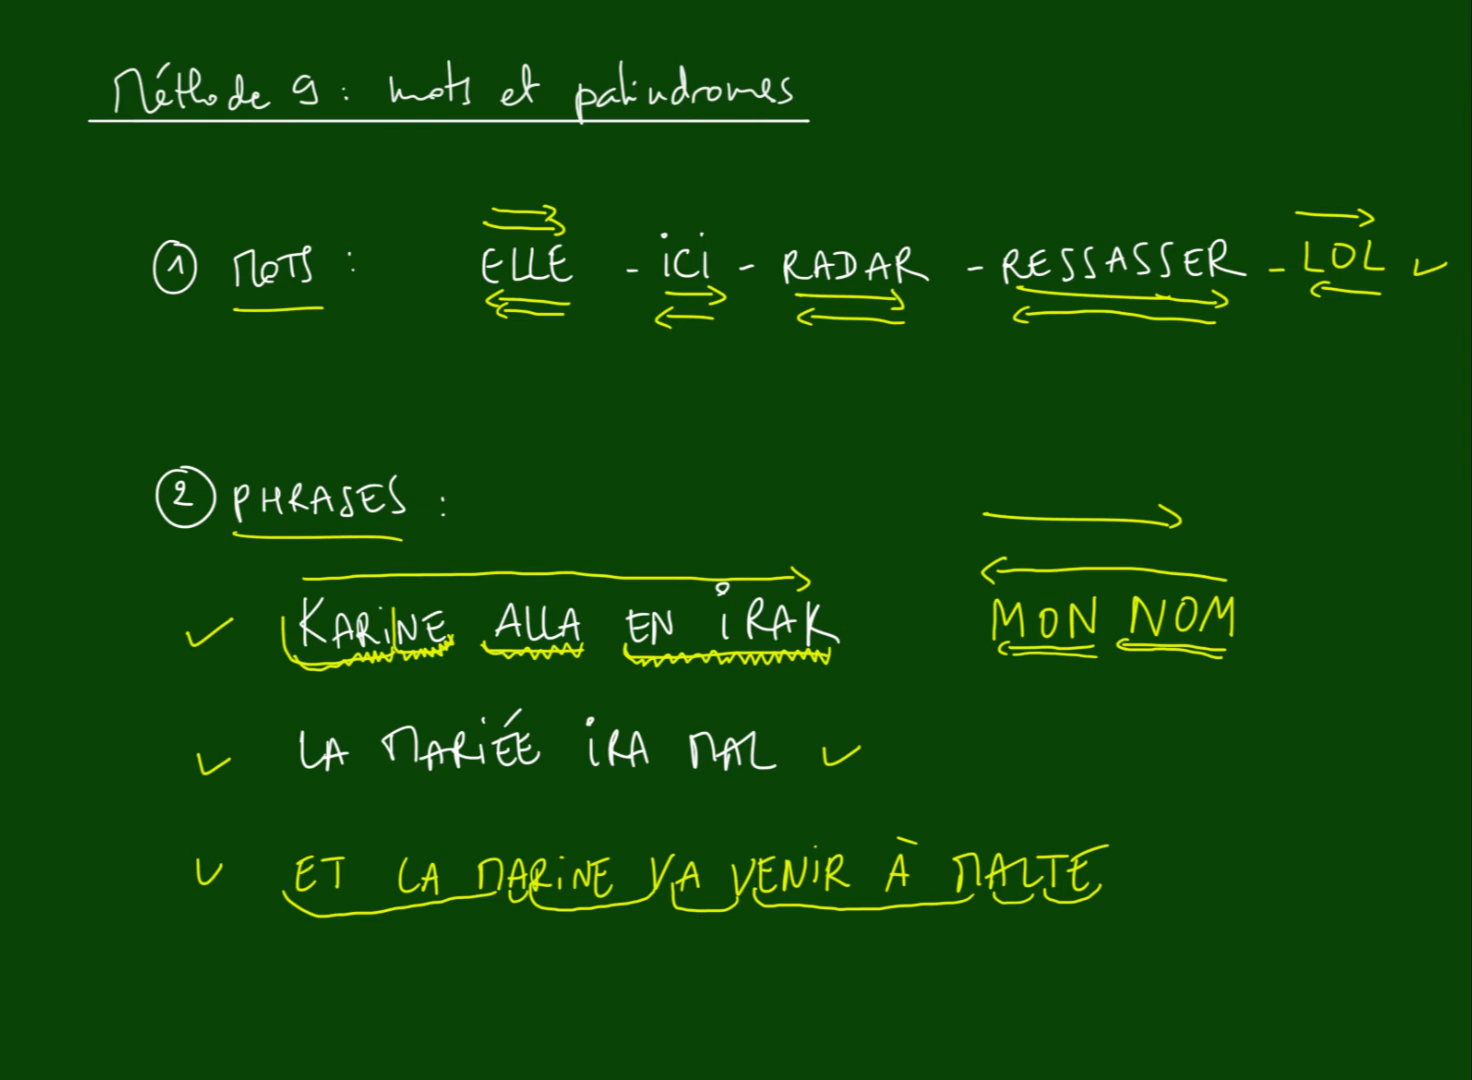 Méthode 9 : mots et palindromes
① MOTS : ELLE - iCi - RADAR - RESSASSER - LOL
② PHRASES :
KARiNE ALLA EN iRAK MON NOM
LA MARiÉE iRA MAL
ET LA MARiNE VA VENiR À MALTE